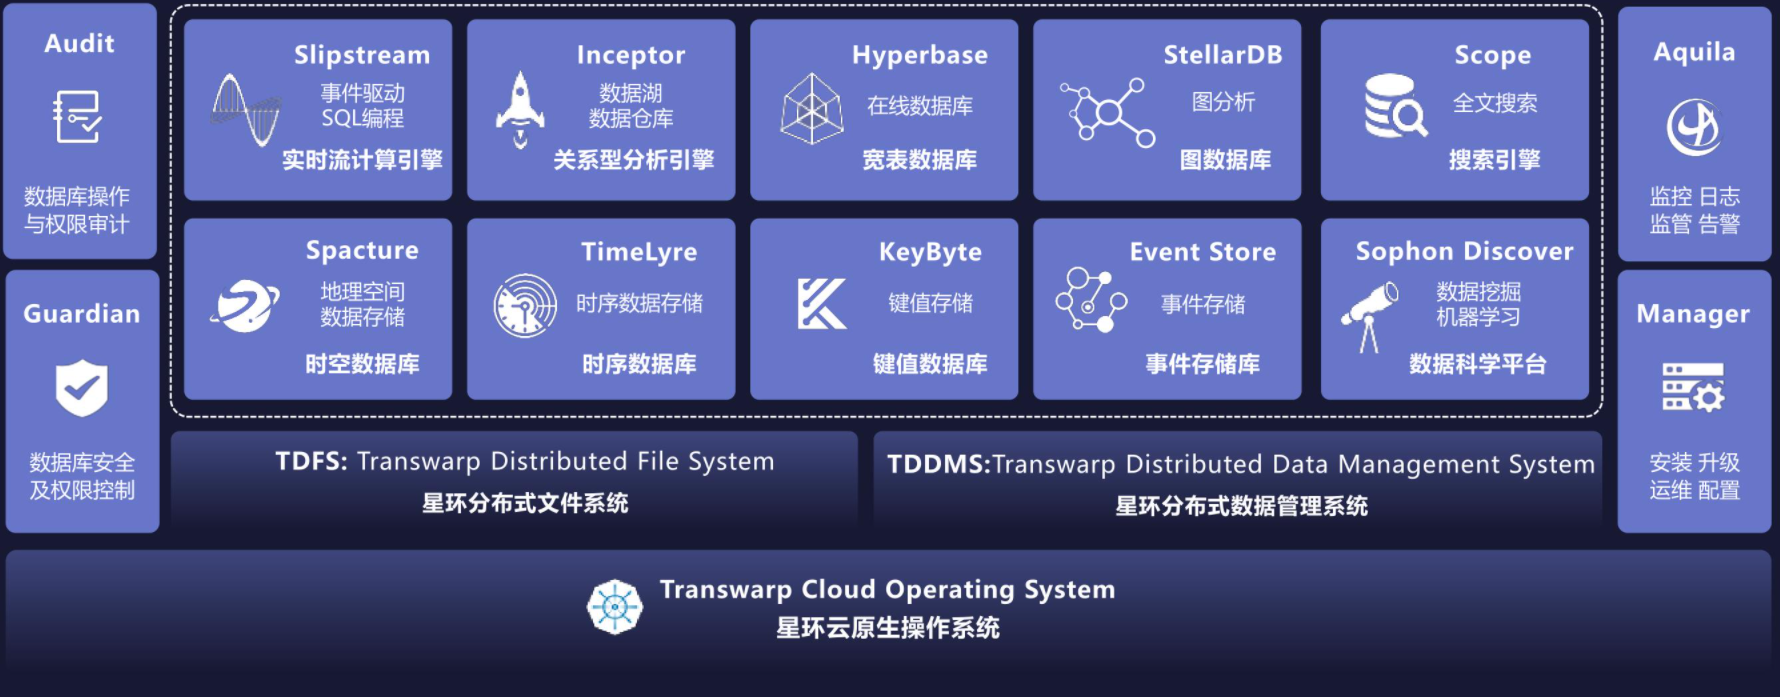 Audit
数据库操作
与权限审计
Guardian
数据库安全
及权限控制
Slipstream
事件驱动
SQL编程
实时流计算引擎
Inceptor
数据湖
数据仓库
关系型分析引擎
Hyperbase
在线数据库
宽表数据库
StellarDB
图分析
图数据库
Scope
全文搜索
搜索引擎
Spacture
地理空间
数据存储
时空数据库
TimeLyre
时序数据存储
时序数据库
KeyByte
键值存储
键值数据库
Event Store
事件存储
事件存储库
Sophon Discover
数据挖掘
机器学习
数据科学平台
Aquila
监控 日志
监管 告警
Manager
安装 升级
运维 配置
TDFS: Transwarp Distributed File System
星环分布式文件系统
TDDMS:Transwarp Distributed Data Management System
星环分布式数据管理系统
Transwarp Cloud Operating System
星环云原生操作系统